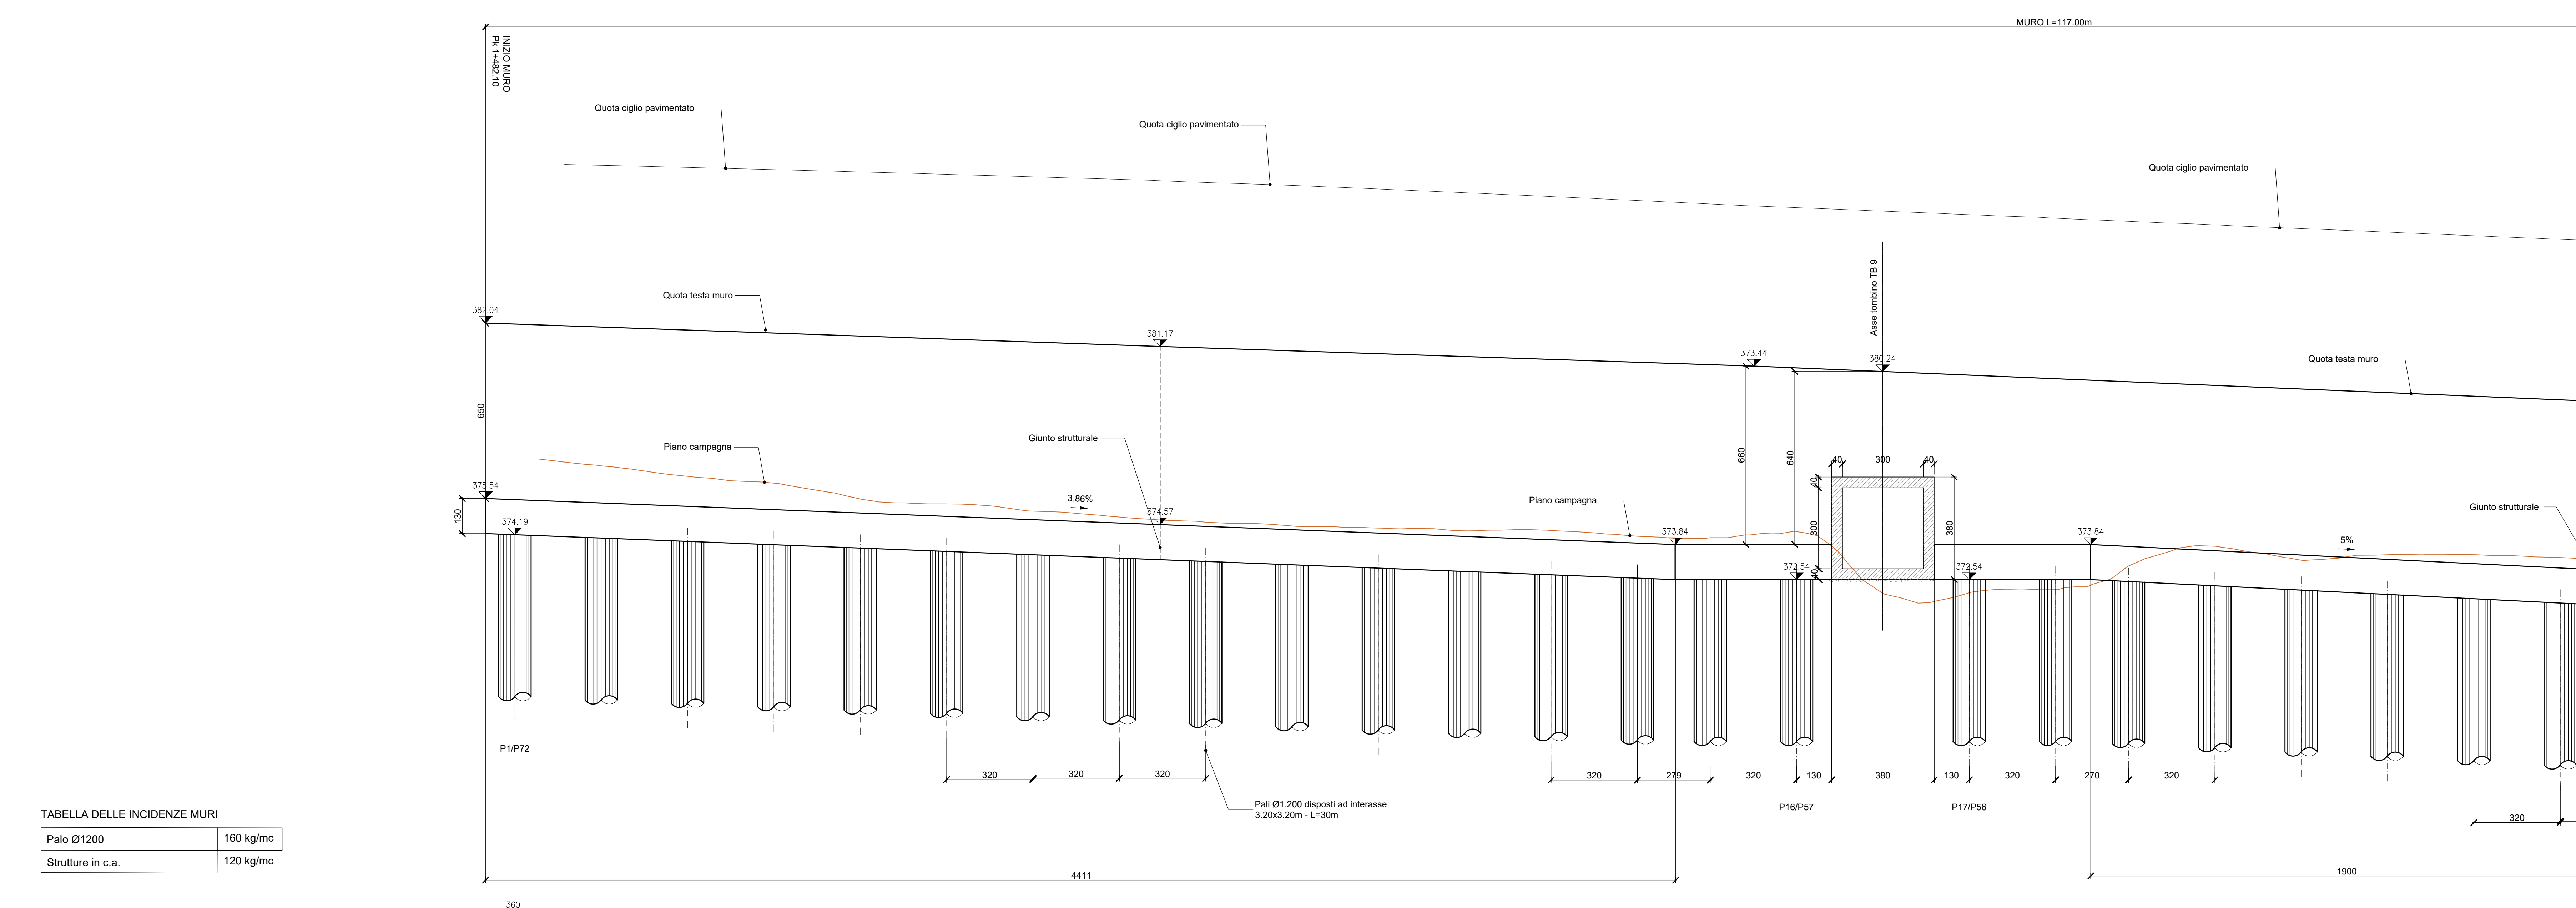 MURO L=117.00m
INIZIO MURO
Pk 1+482.10
Quota ciglio pavimentato
Quota ciglio pavimentato
Quota ciglio pavimentato
Asse tombino TB 9
Quota testa muro
382.04
381.17
373.44
380.24
Quota testa muro
650
660
640
Giunto strutturale
Piano campagna
40
300
40
375.54
3.86%
374.57
Piano campagna
40
300
40
380
Giunto strutturale
130
374.19
373.84
372.54
372.54
373.84
5%
P1/P72
320
320
320
320
279
320
130
380
130
320
270
320
Pali Ø1.200 disposti ad interasse
3.20x3.20m - L=30m
P16/P57
P17/P56
320
TABELLA DELLE INCIDENZE MURI
Palo Ø1200
160 kg/mc
Strutture in c.a.
120 kg/mc
4411
1900
360